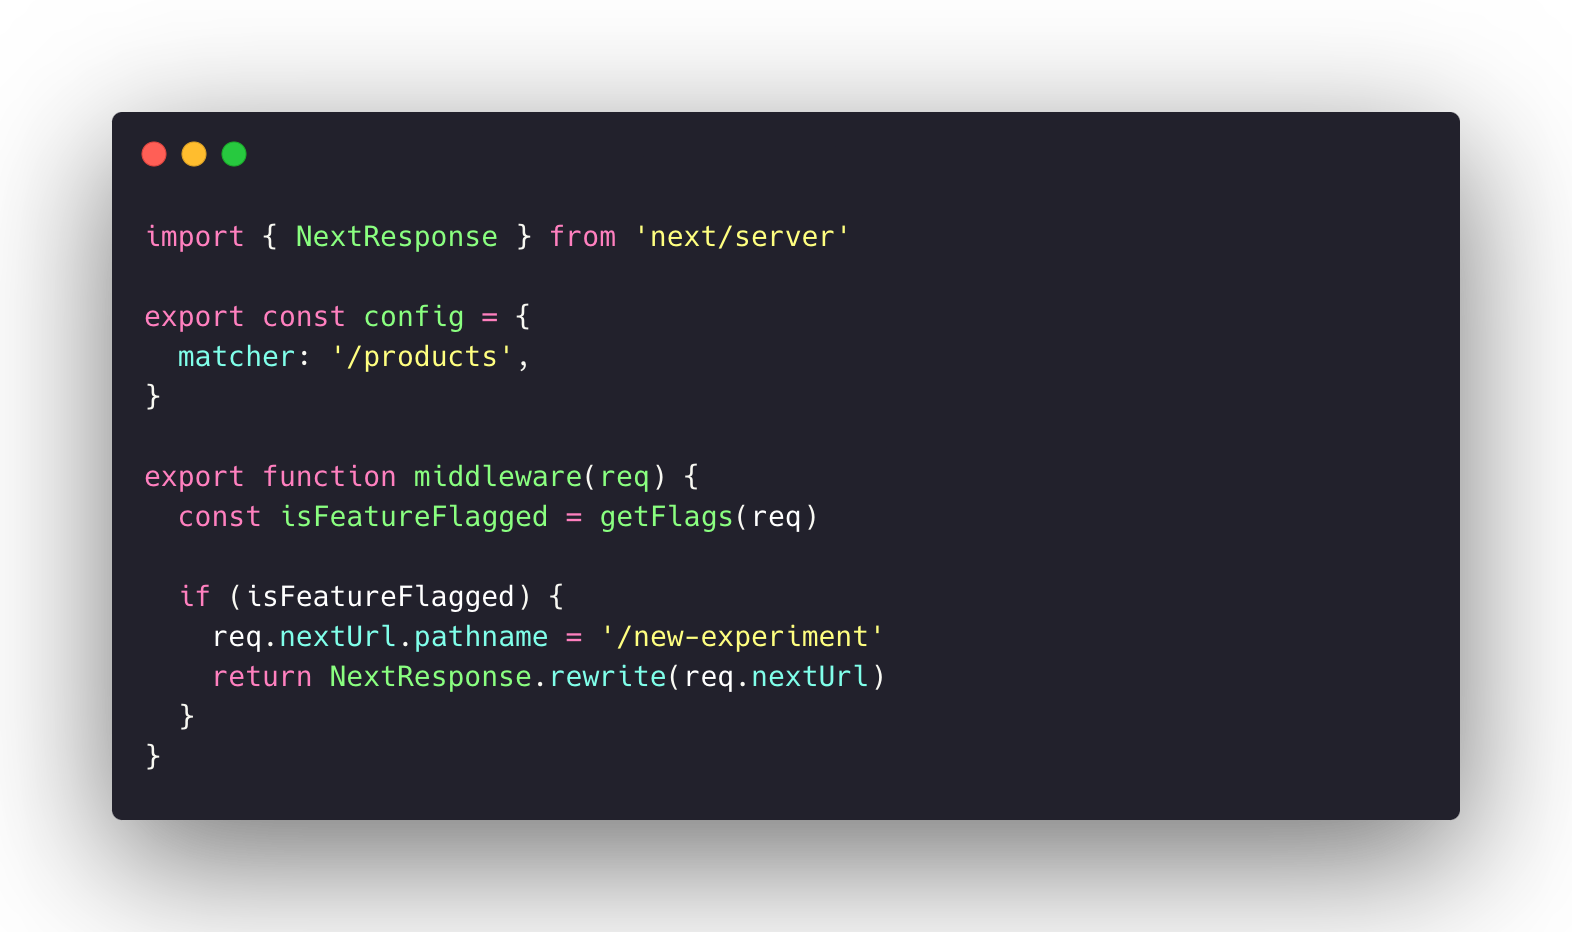 import { NextResponse } from 'next/server'

export const config = {
  matcher: '/products',
}

export function middleware(req) {
  const isFeatureFlagged = getFlags(req)

  if (isFeatureFlagged) {
    req.nextUrl.pathname = '/new-experiment'
    return NextResponse.rewrite(req.nextUrl)
  }
}